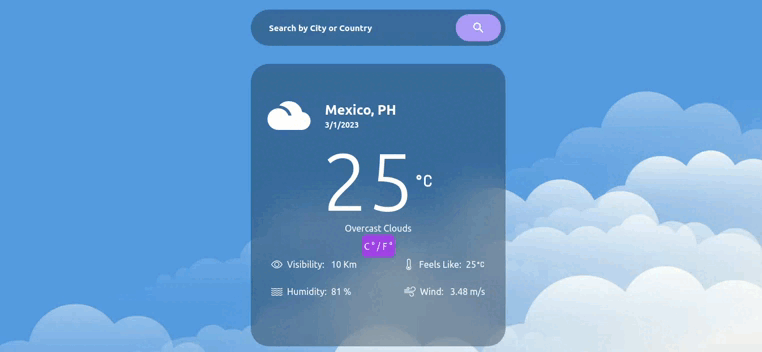 Search by City or Country
Mexico, PH
3/1/2023
25 °C
Overcast Clouds
C°/F°
Visibility: 10 Km
Feels Like: 25°C
Humidity: 81 %
Wind: 3.48 m/s